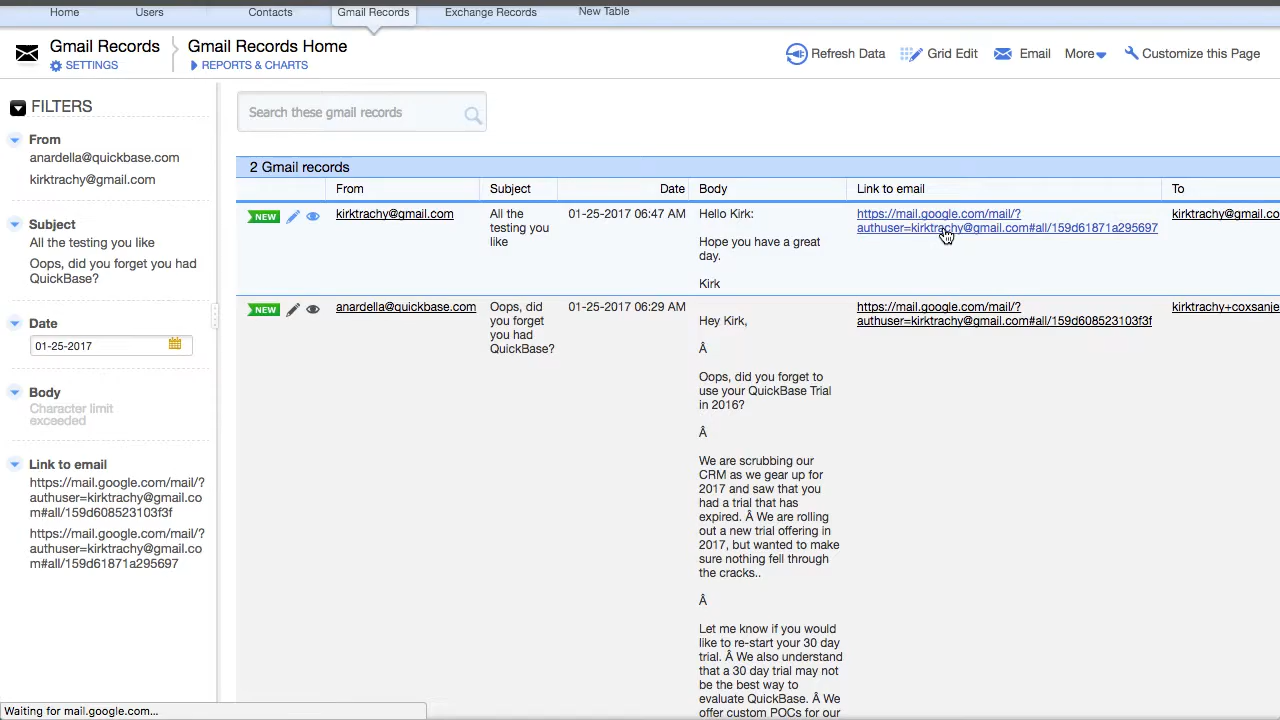 Home Users Contacts Gmail Records Exchange Records New Table
Gmail Records
SETTINGS
Gmail Records Home
REPORTS & CHARTS
Refresh Data Grid Edit Email More Customize this Page
FILTERS
From
anardella@quickbase.com
kirktrachy@gmail.com
Subject
All the testing you like
Oops, did you forget you had
QuickBase?
Date
01-25-2017
Body
Character limit
exceeded
Link to email
https://mail.google.com/mail/?
authuser=kirktrachy@gmail.co
m#all/159d608523103f3f
https://mail.google.com/mail/?
authuser=kirktrachy@gmail.co
m#all/159d61871a295697
Search these gmail records
2 Gmail records
From Subject Date Body Link to email To
NEW
kirktrachy@gmail.com
All the
testing you
like
01-25-2017 06:47 AM
Hello Kirk:
Hope you have a great
day.
Kirk
https://mail.google.com/mail/?
authuser=kirktrachy@gmail.com#all/159d61871a295697
kirktrachy@gmail.co
NEW
anardella@quickbase.com
Oops, did
you forget
you had
QuickBase?
01-25-2017 06:29 AM
Hey Kirk,
Â
Oops, did you forget to
use your QuickBase Trial
in 2016?
Â
We are scrubbing our
CRM as we gear up for
2017 and saw that you
had a trial that has
expired. Â We are rolling
out a new trial offering in
2017, but wanted to make
sure nothing fell through
the cracks..
Â
Let me know if you would
like to re-start your 30 day
trial. Â We also understand
that a 30 day trial may not
be the best way to
evaluate QuickBase. Â We
offer custom POCs for our
https://mail.google.com/mail/?
authuser=kirktrachy@gmail.com#all/159d608523103f3f
kirktrachy+coxsanje
Waiting for mail.google.com...